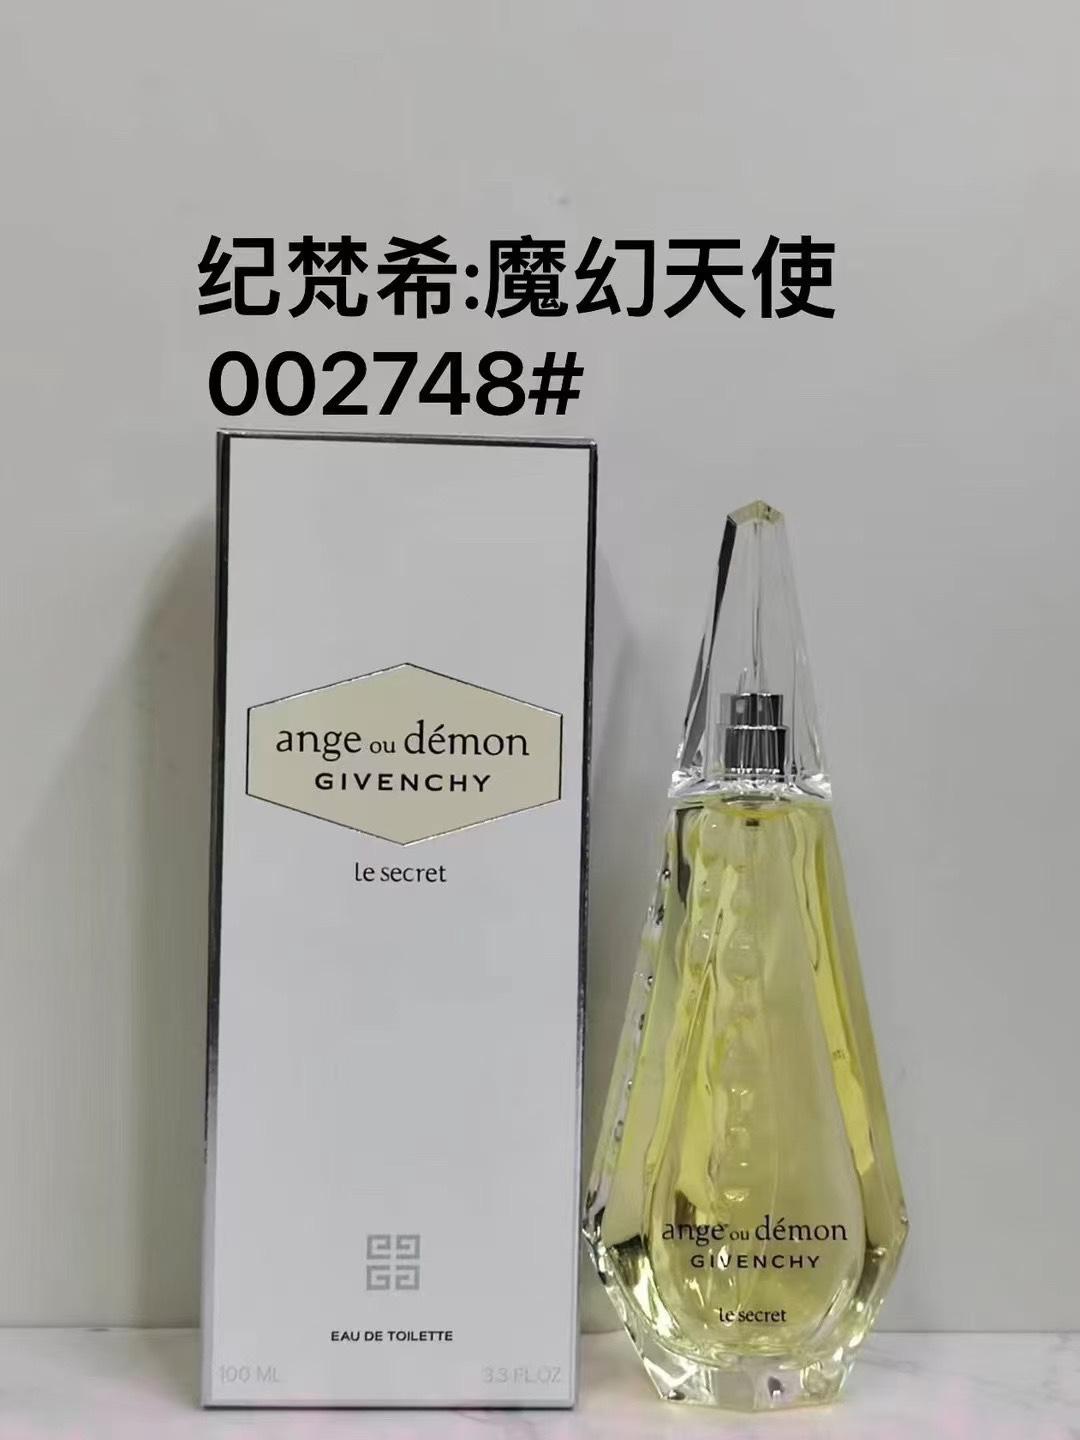 纪梵希:魔幻天使
002748#
ange ou démon
GIVENCHY
le secret
EAU DE TOILETTE
100 ML 3.3 FL.OZ
ange ou démon
GIVENCHY
le secret